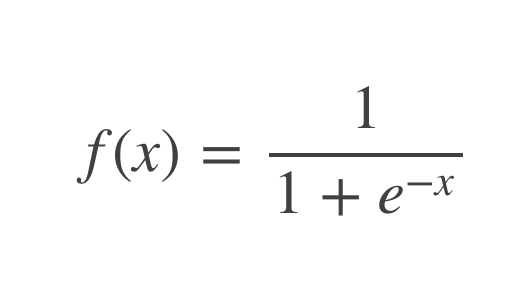 f(x) = 1 / (1 + e^{-x})